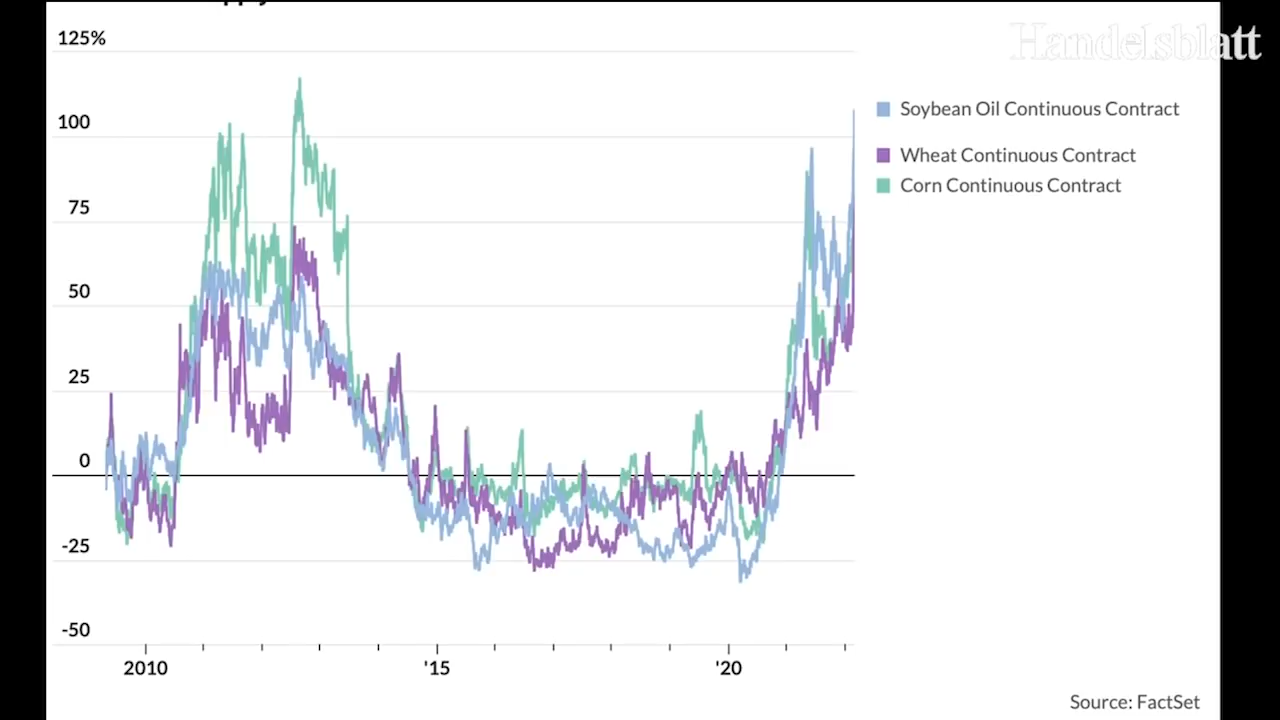 Handelsblatt
125%
100
75
50
25
0
-25
-50
2010
'15
'20
Soybean Oil Continuous Contract
Wheat Continuous Contract
Corn Continuous Contract
Source: FactSet